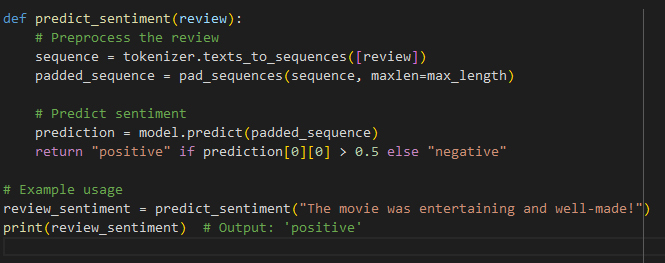 def predict_sentiment(review):
    # Preprocess the review
    sequence = tokenizer.texts_to_sequences([review])
    padded_sequence = pad_sequences(sequence, maxlen=max_length)

    # Predict sentiment
    prediction = model.predict(padded_sequence)
    return "positive" if prediction[0][0] > 0.5 else "negative"

# Example usage
review_sentiment = predict_sentiment("The movie was entertaining and well-made!")
print(review_sentiment)  # Output: 'positive'